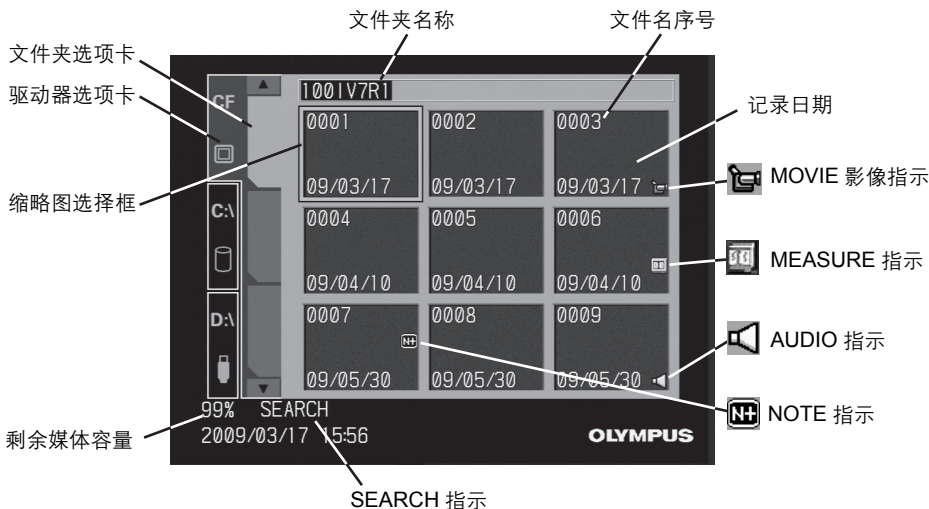 文件夹名称
文件名序号
文件夹选项卡
驱动器选项卡
缩略图选择框
剩余媒体容量
CF
C:\
D:\
100IV7R1
0001
0002
0003
09/03/17
09/03/17
09/03/17
0004
0005
0006
09/04/10
09/04/10
09/04/10
0007
0008
0009
N+
09/05/30
09/05/30
09/05/30
99% SEARCH
2009/03/17 15:56
OLYMPUS
记录日期
MOVIE 影像指示
MEASURE 指示
AUDIO 指示
N+ NOTE 指示
SEARCH 指示